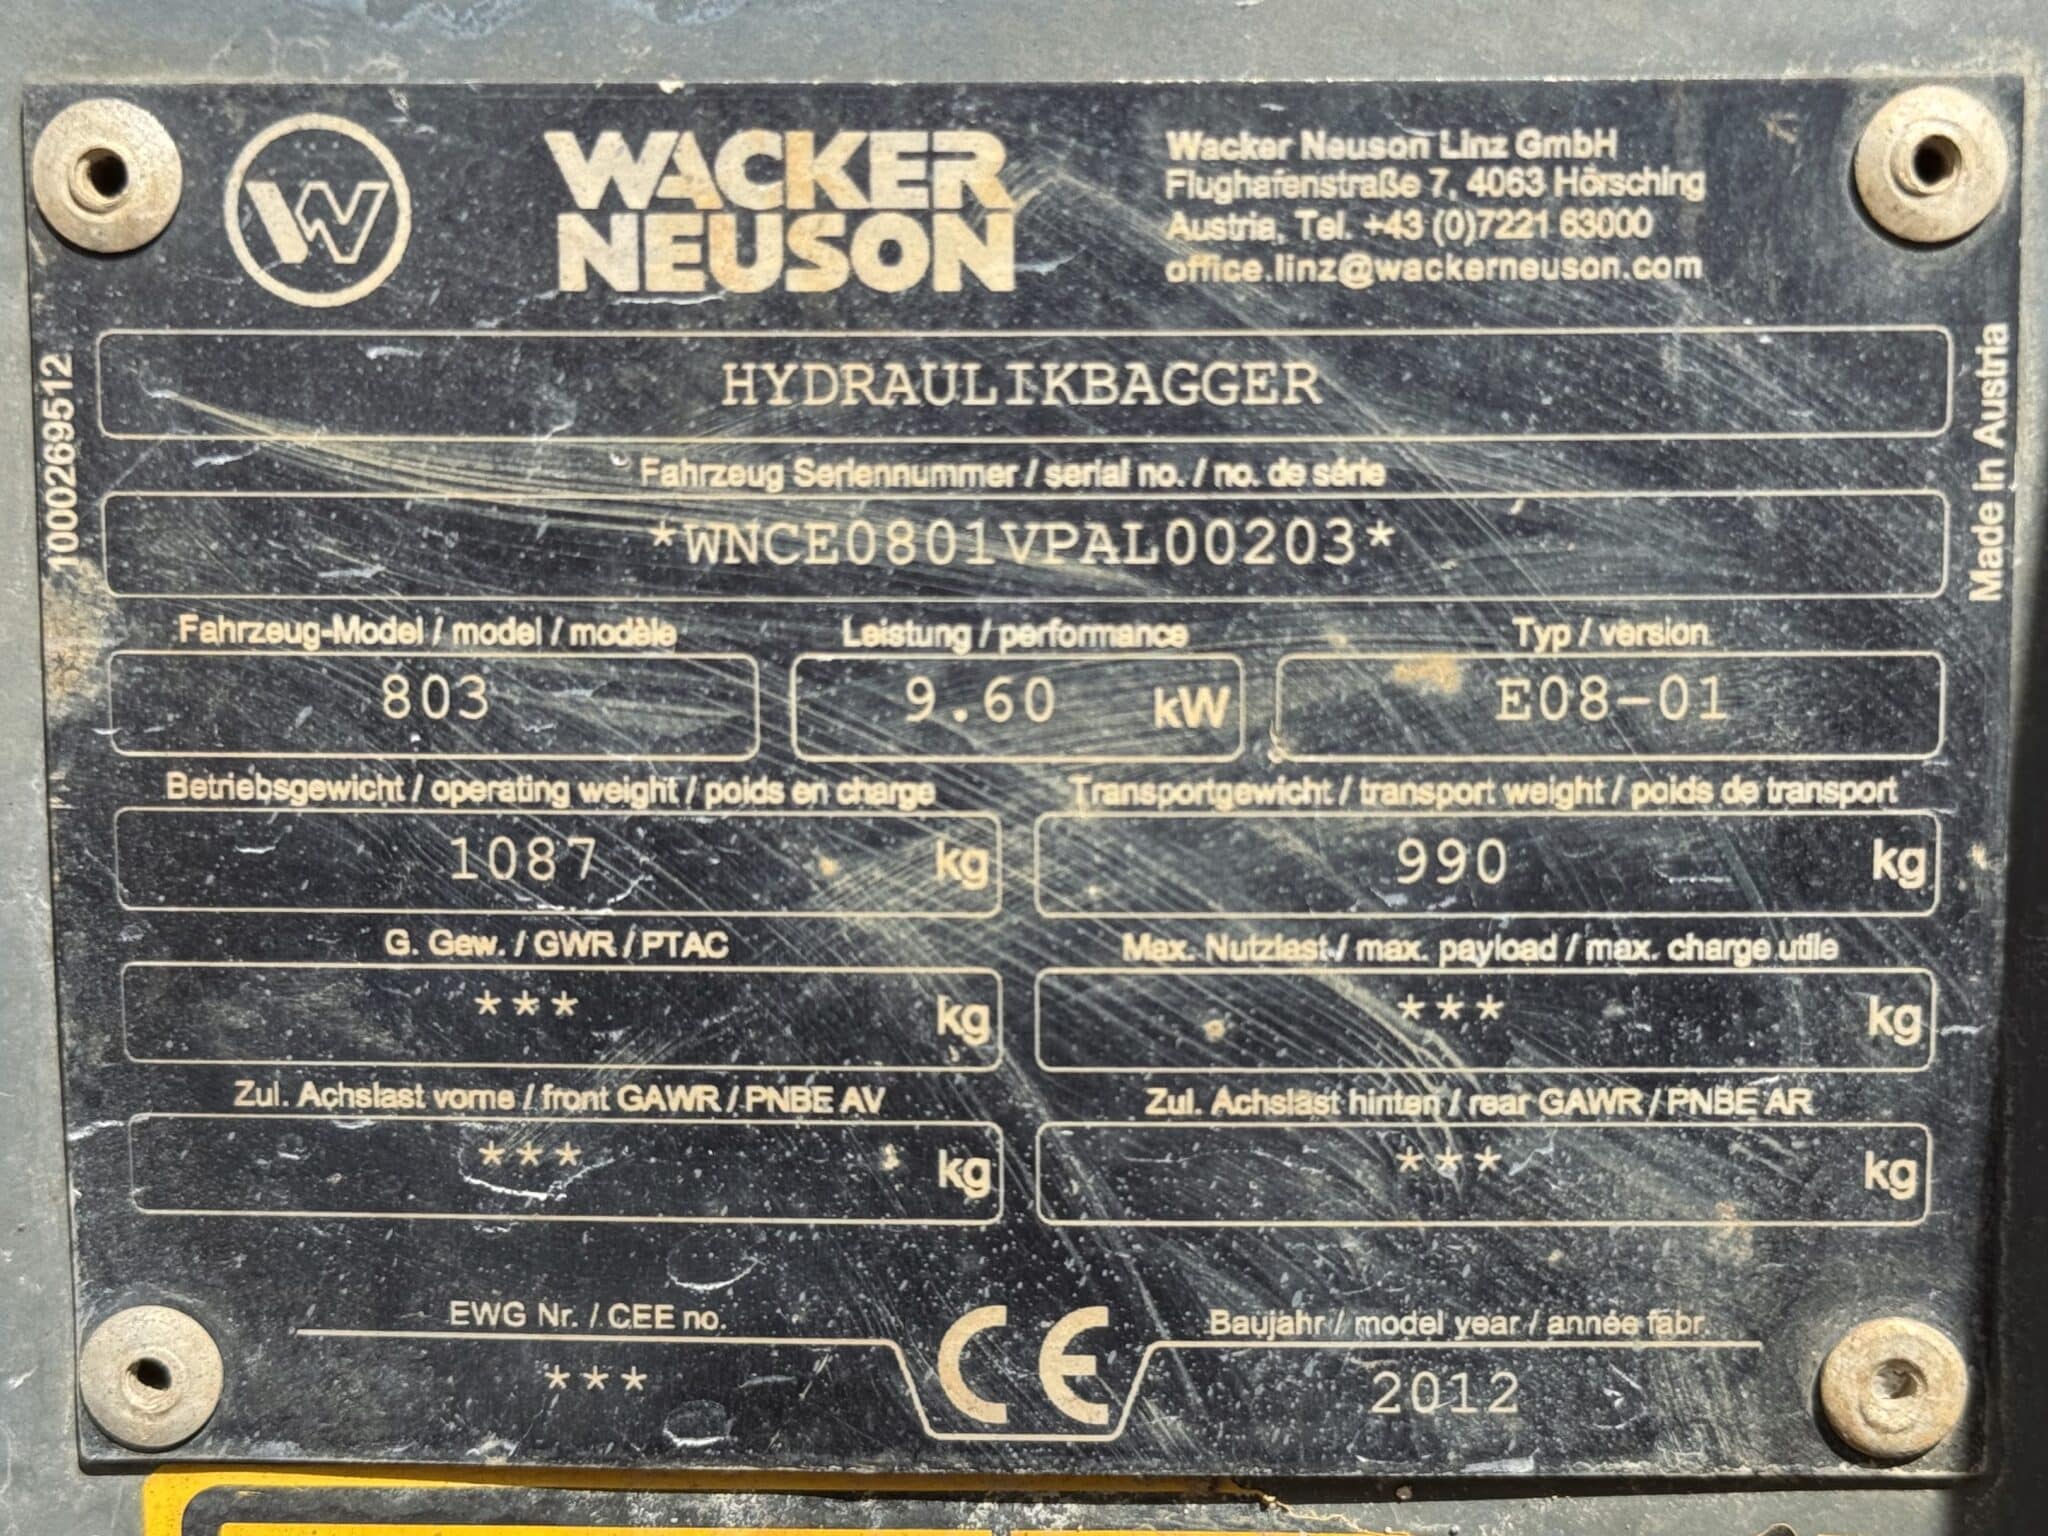 WACKER
NEUSON
Wacker Neuson Linz GmbH
Flughafenstraße 7, 4063 Hörsching
Austria, Tel. +43 (0)7221 63000
office.linz@wackerneuson.com
1000269512
Made in Austria
HYDRAULIKBAGGER
Fahrzeug Seriennummer / serial no. / no. de série
*WNCE0801VPAL00203*
Fahrzeug-Model / model / modèle
803
Leistung / performance
9.60 kW
Typ / version
E08-01
Betriebsgewicht / operating weight / poids en charge
1087 kg
Transportgewicht / transport weight / poids de transport
990 kg
G. Gew. / GWR / PTAC
*** kg
Max. Nutzlast / max. payload / max. charge utile
*** kg
Zul. Achslast vorne / front GAWR / PNBE AV
*** kg
Zul. Achslast hinten / rear GAWR / PNBE AR
*** kg
EWG Nr. / CEE no.
***
CE
Baujahr / model year / année fabr.
2012